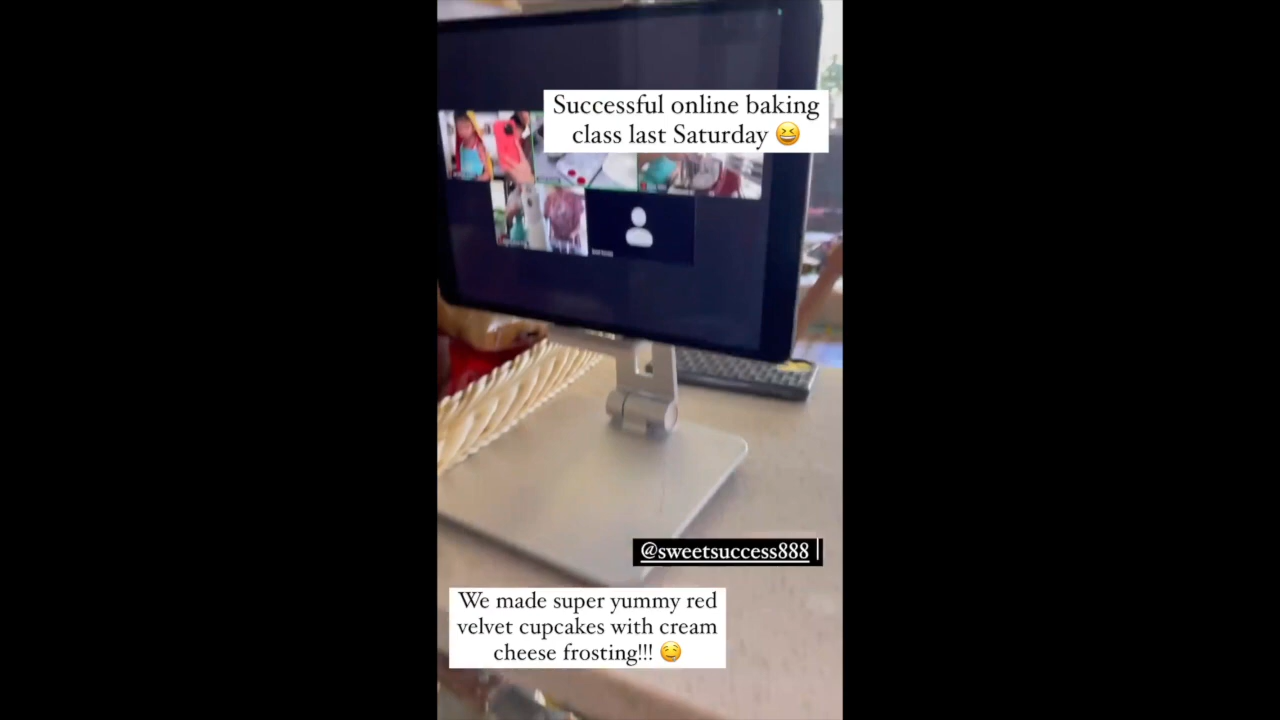 Successful online baking
class last Saturday 😆
@sweetsuccess888
We made super yummy red
velvet cupcakes with cream
cheese frosting!!! 🤤